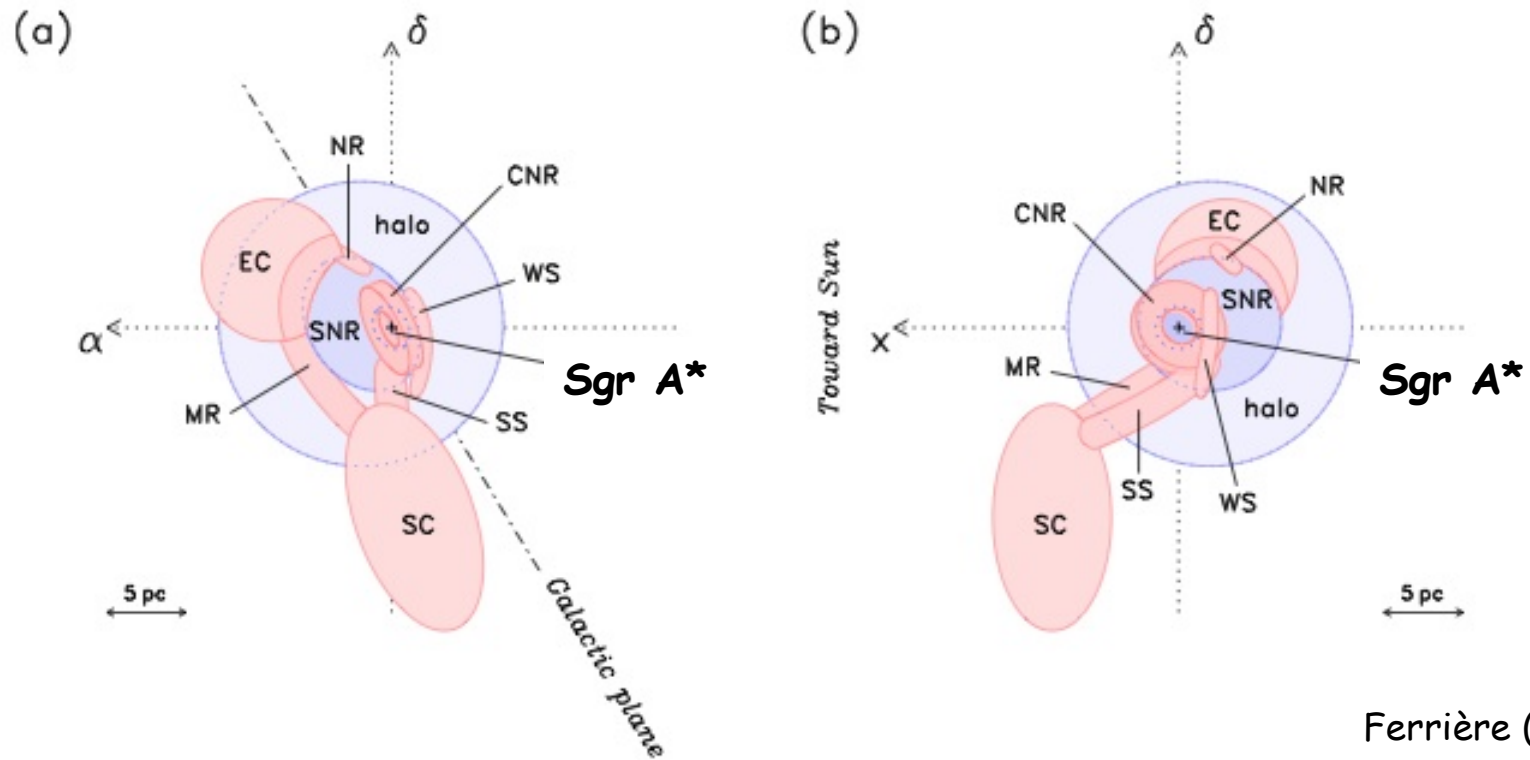 (a)
δ
NR
CNR
halo
WS
EC
SNR
α
Sgr A*
MR
SS
SC
5 pc
Galactic plane
(b)
δ
NR
CNR
EC
Toward Sun
SNR
x
Sgr A*
MR
halo
SS
WS
SC
5 pc
Ferrière (